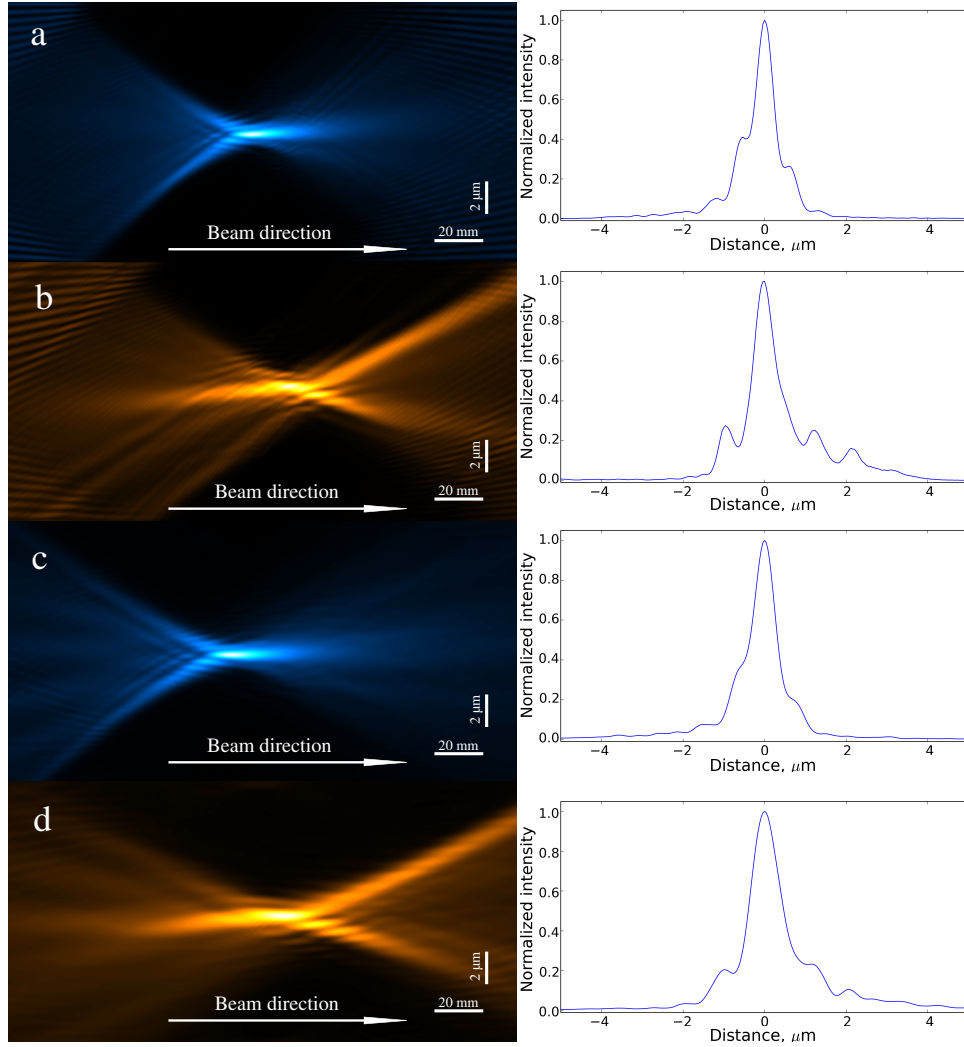 a
Beam direction
2 μm
20 mm
Normalized intensity
1.0
0.8
0.6
0.4
0.2
0.0
−4 −2 0 2 4
Distance, μm
b
Beam direction
2 μm
20 mm
Normalized intensity
1.0
0.8
0.6
0.4
0.2
0.0
−4 −2 0 2 4
Distance, μm
c
Beam direction
2 μm
20 mm
Normalized intensity
1.0
0.8
0.6
0.4
0.2
0.0
−4 −2 0 2 4
Distance, μm
d
Beam direction
2 μm
20 mm
Normalized intensity
1.0
0.8
0.6
0.4
0.2
0.0
−4 −2 0 2 4
Distance, μm